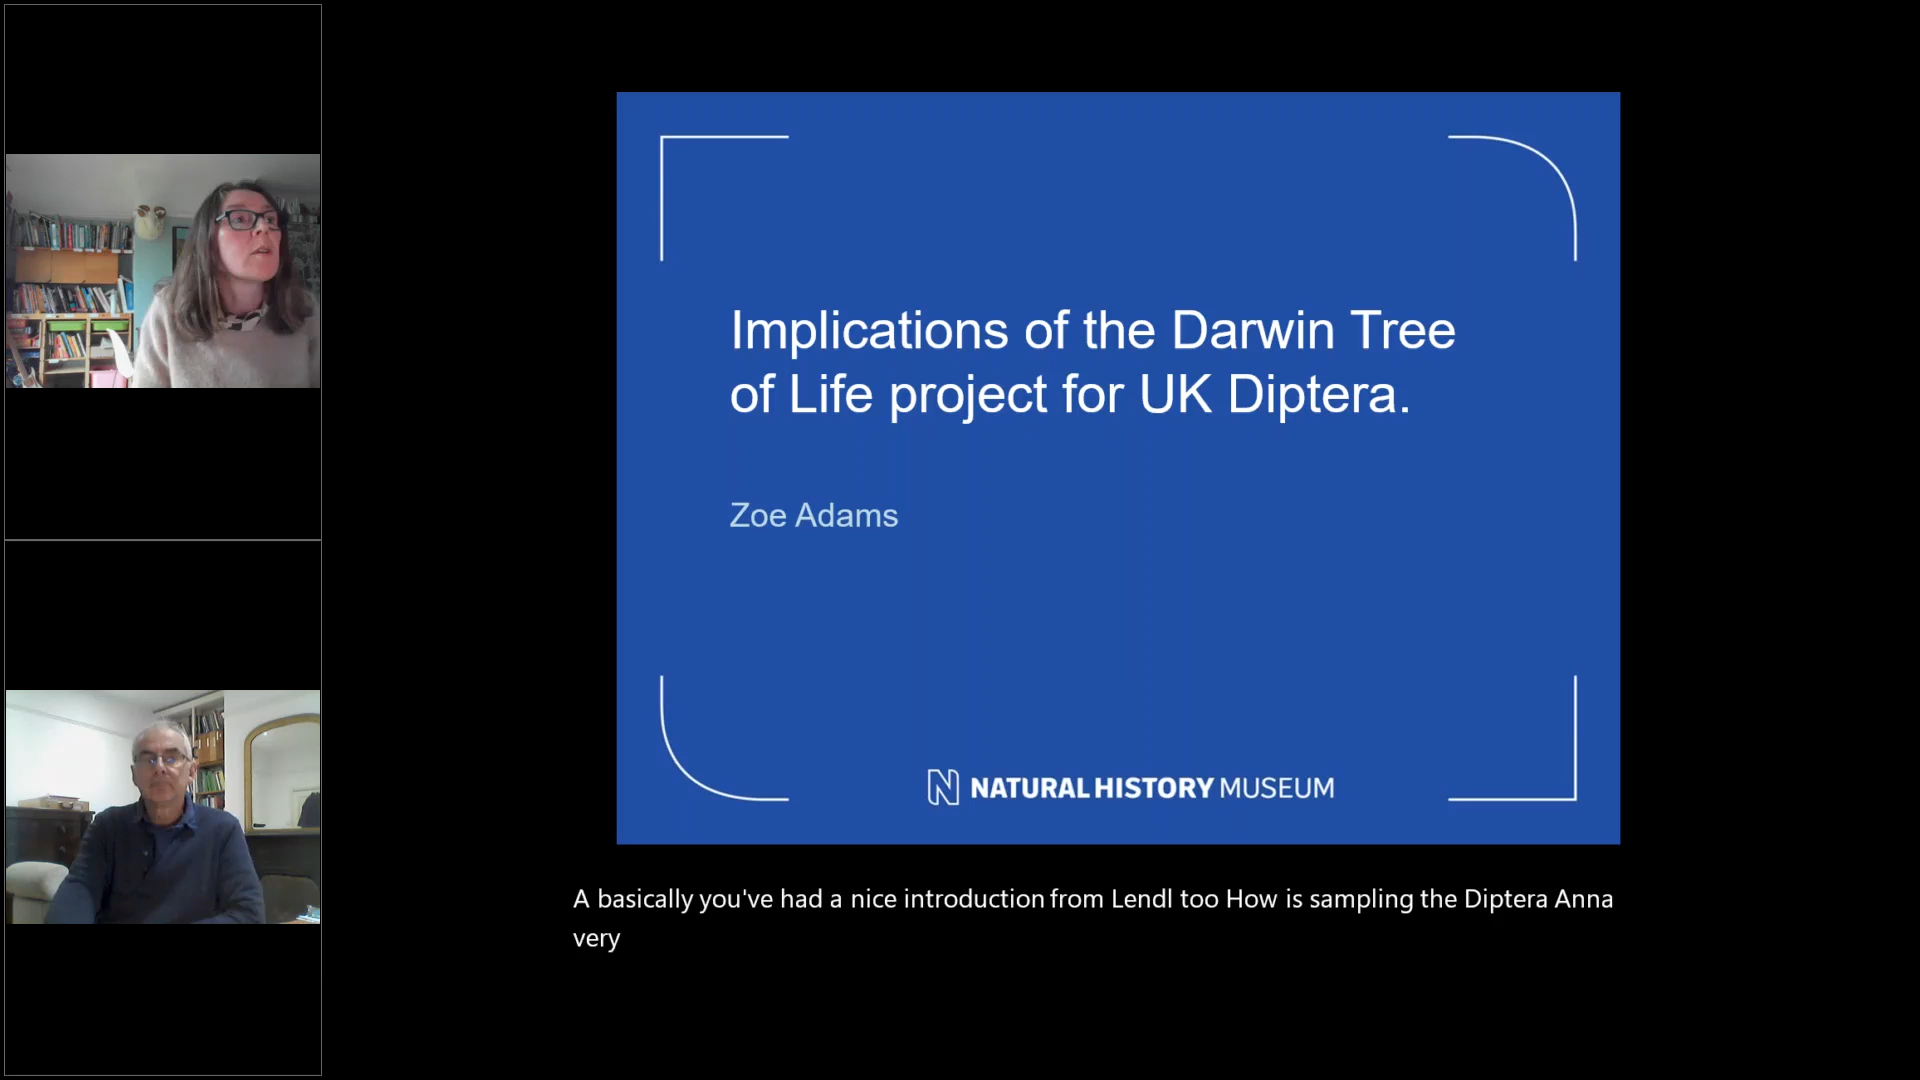 Implications of the Darwin Tree
of Life project for UK Diptera.
Zoe Adams
NATURAL HISTORY MUSEUM
A basically you've had a nice introduction from Lendl too How is sampling the Diptera Anna
very